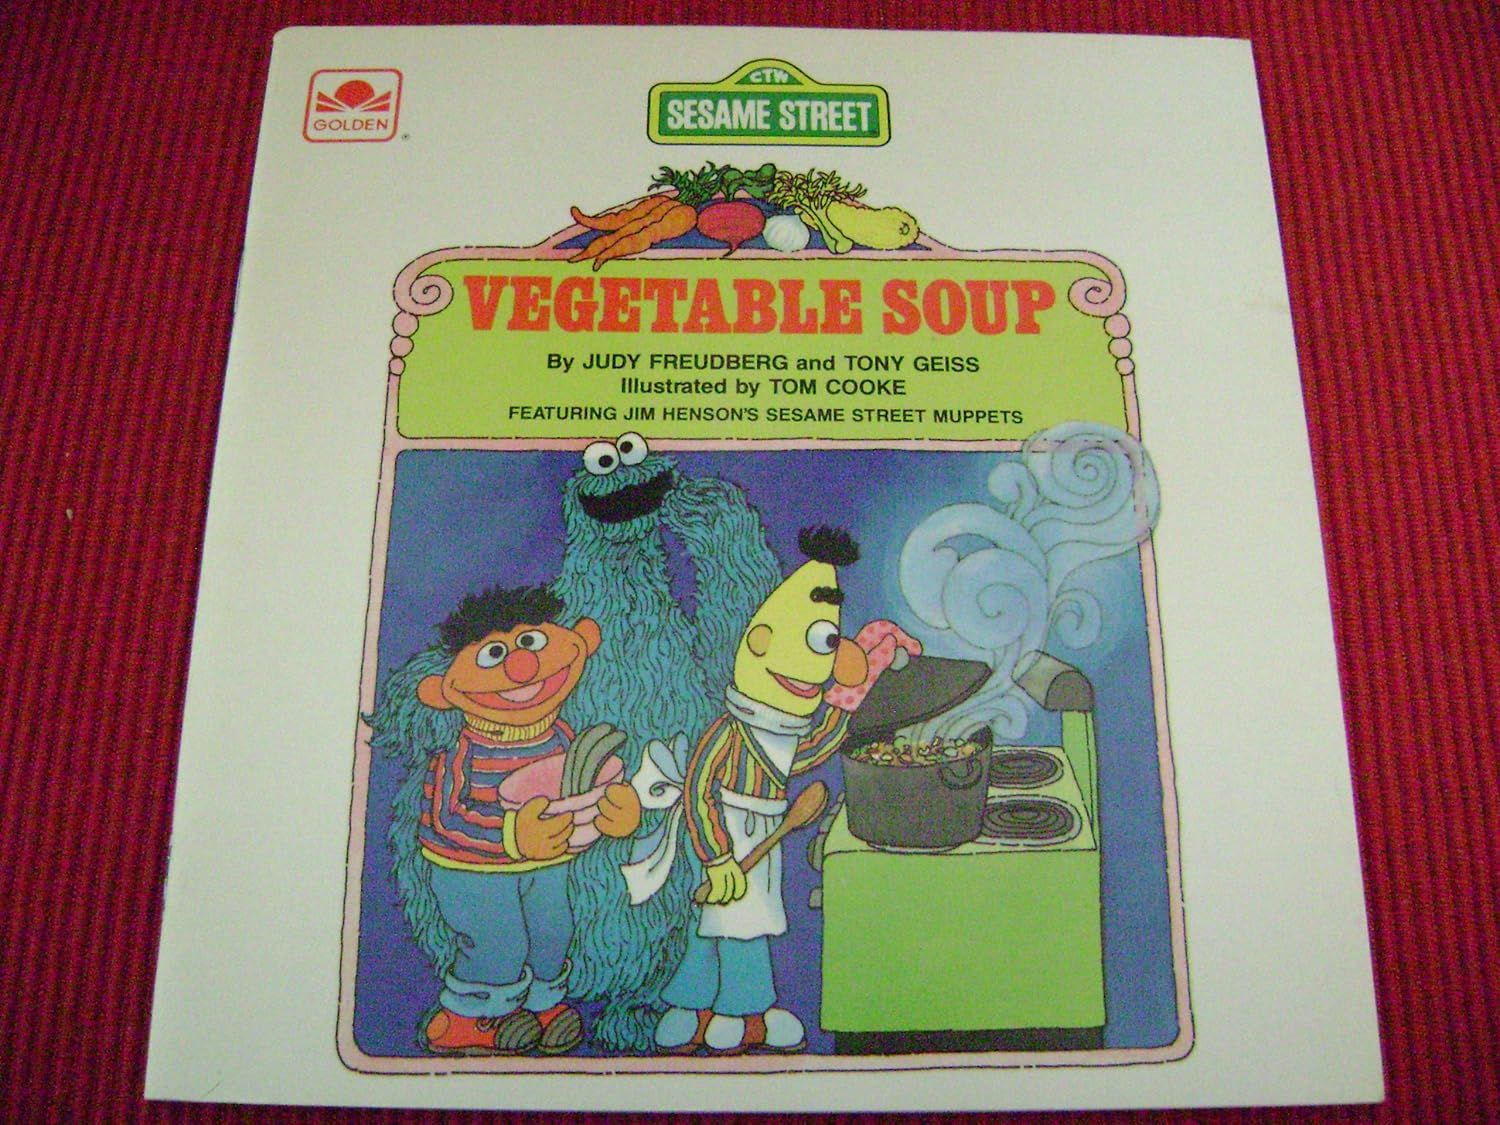 GOLDEN
CTW
SESAME STREET
VEGETABLE SOUP
By JUDY FREUDBERG and TONY GEISS
Illustrated by TOM COOKE
FEATURING JIM HENSON'S SESAME STREET MUPPETS